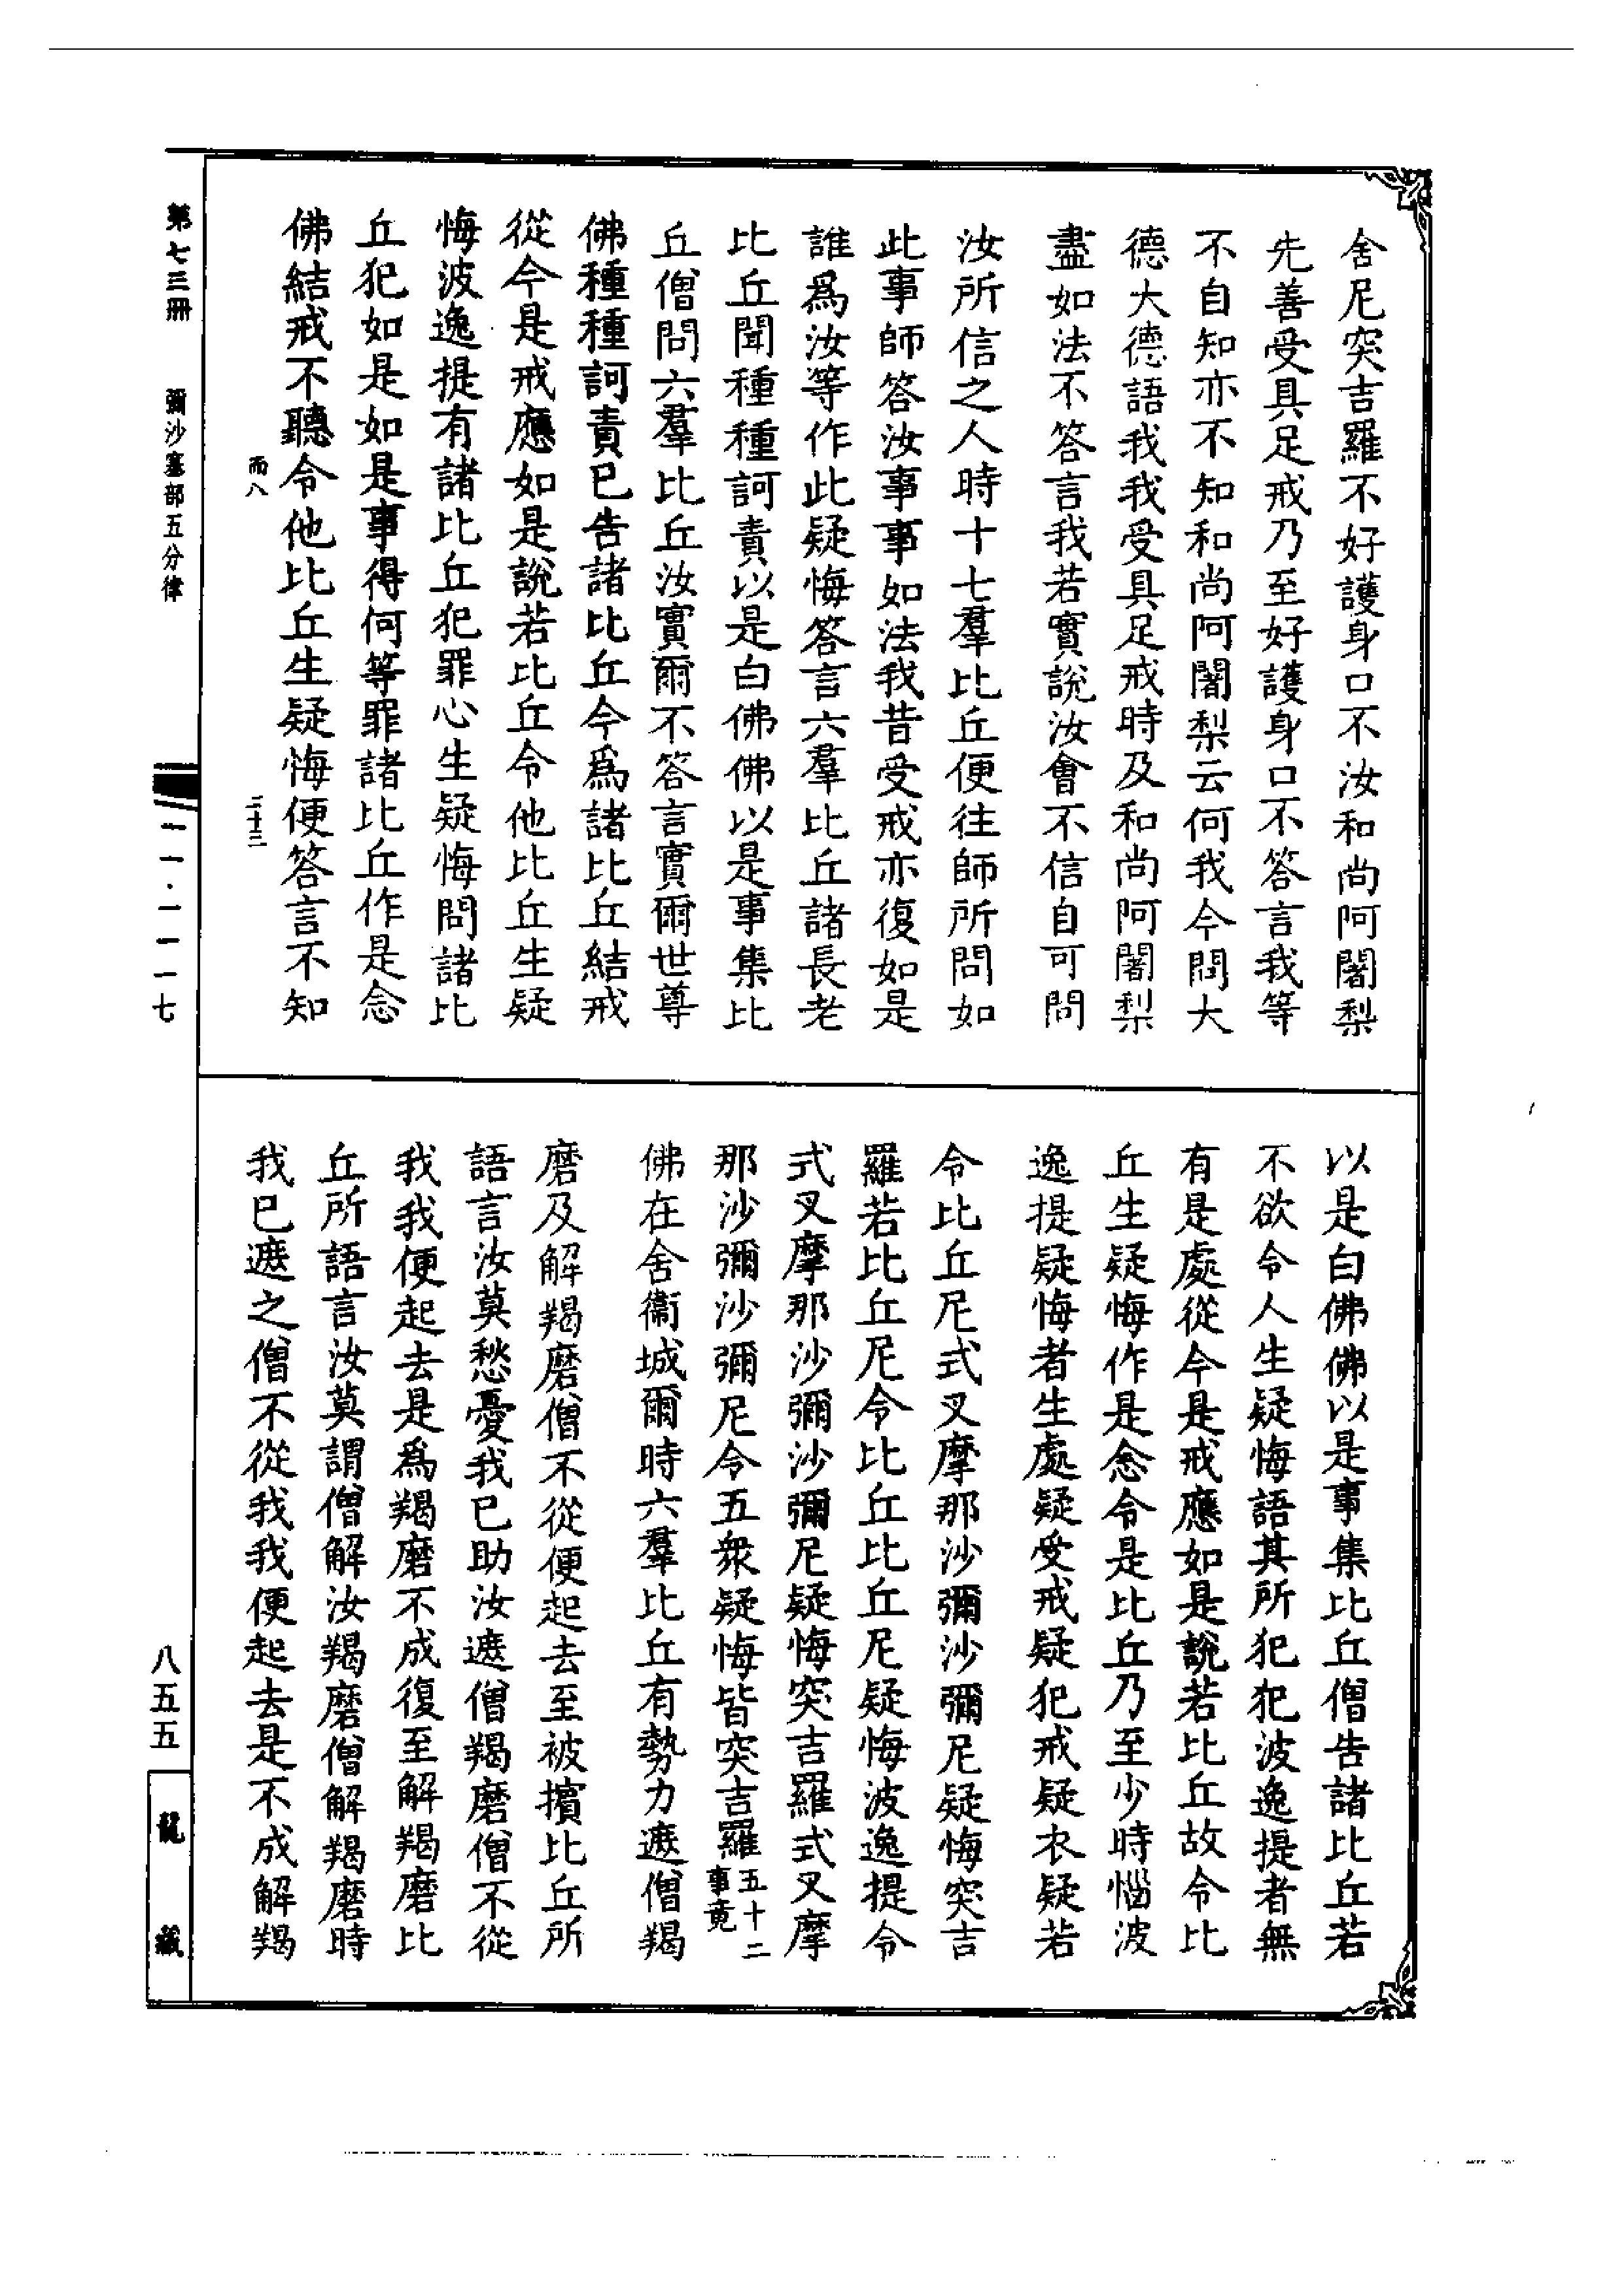 舍尼突吉羅不好護身口不汝和尚阿闍梨
先善受具足戒乃至好護身口不答言我等
不自知亦不知和尚阿闍梨云何我今問大
德大德語我我受具足戒時及和尚阿闍梨
盡如法不答言我若實說汝會不信自可問
汝所信之人時十七羣比丘便往師所問如
此事師答汝事事如法我昔受戒亦復如是
誰爲汝等作此疑悔答言六羣比丘諸長老
比丘聞種種訶責以是白佛佛以是事集比
丘僧問六羣比丘汝實爾不答言實爾世尊
佛種種訶責已告諸比丘今爲諸比丘結戒
從今是戒應如是說若比丘令他比丘生疑
悔波逸提有諸比丘犯罪心生疑悔問諸比
丘犯如是如是事得何等罪諸比丘作是念
佛結戒不聽令他比丘生疑悔便答言不知
而八
二十三
以是白佛佛以是事集比丘僧告諸比丘若
不欲令人生疑悔語其所犯犯波逸提者無
有是處從今是戒應如是說若比丘故令比
丘生疑悔作是念令是比丘乃至少時惱波
逸提疑悔者生處疑受戒疑犯戒疑衣疑若
令比丘尼式叉摩那沙彌沙彌尼疑悔突吉
羅若比丘尼令比丘比丘尼疑悔波逸提令
式叉摩那沙彌沙彌尼疑悔突吉羅式叉摩
那沙彌沙彌尼令五衆疑悔皆突吉羅五十二事竟
佛在舍衞城爾時六羣比丘有勢力遮僧羯
磨及解羯磨僧不從便起去至被擯比丘所
語言汝莫愁憂我已助汝遮僧羯磨僧不從
我我便起去是爲羯磨不成復至解羯磨比
丘所語言汝莫謂僧解汝羯磨僧解羯磨時
我已遮之僧不從我我便起去是不成解羯
第七三冊 彌沙塞部五分律
一一·一一一七
八五五
龍藏